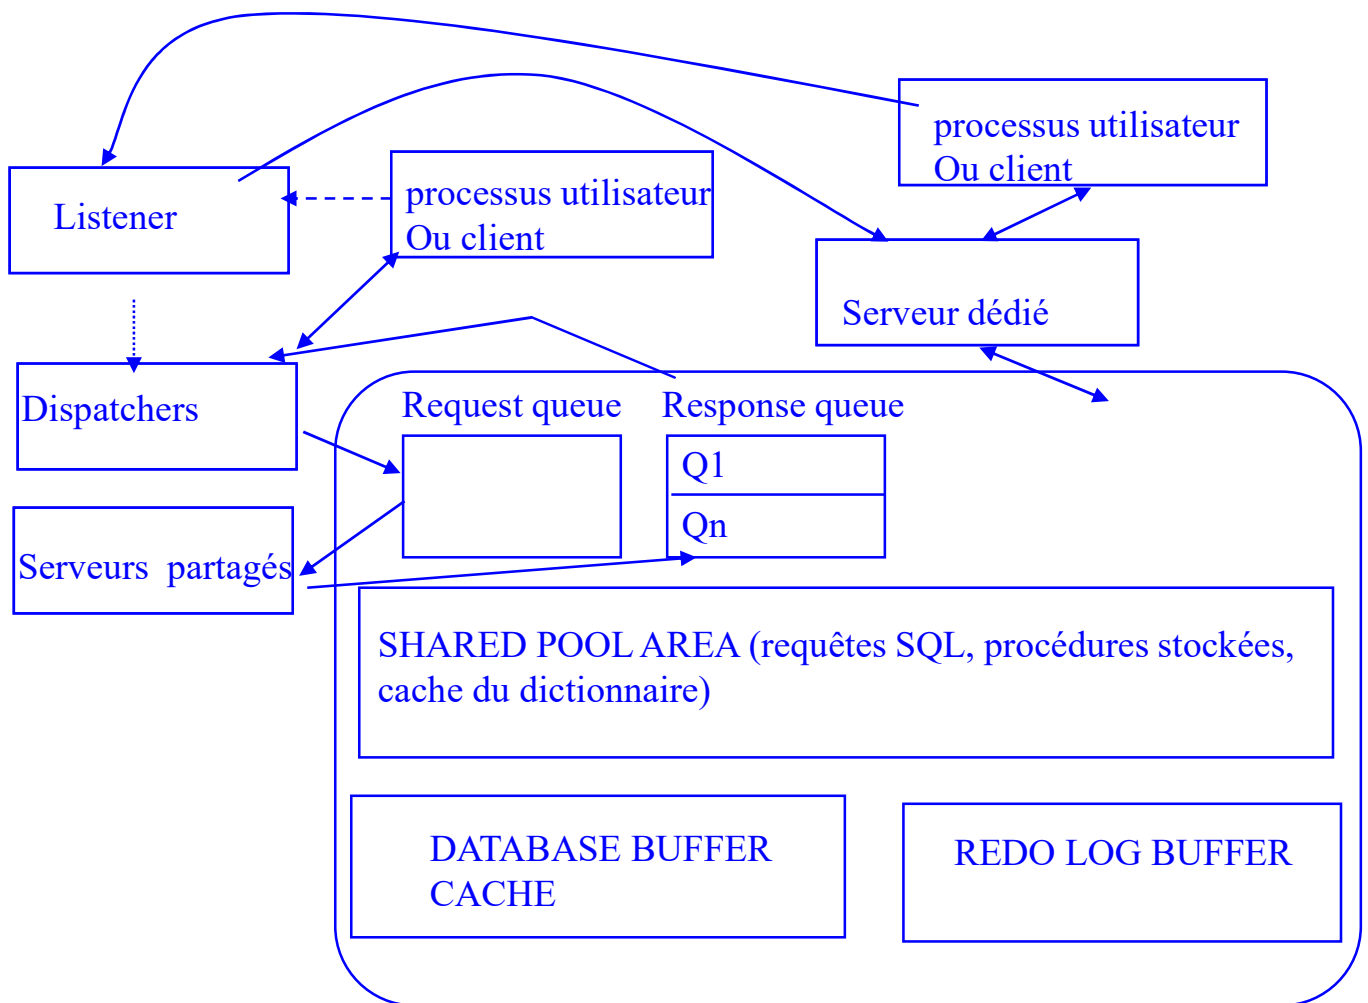 processus utilisateur
Ou client
Listener
processus utilisateur
Ou client
Serveur dédié
Dispatchers
Request queue
Response queue
Q1
Qn
Serveurs partagés
SHARED POOL AREA (requêtes SQL, procédures stockées,
cache du dictionnaire)
DATABASE BUFFER
CACHE
REDO LOG BUFFER